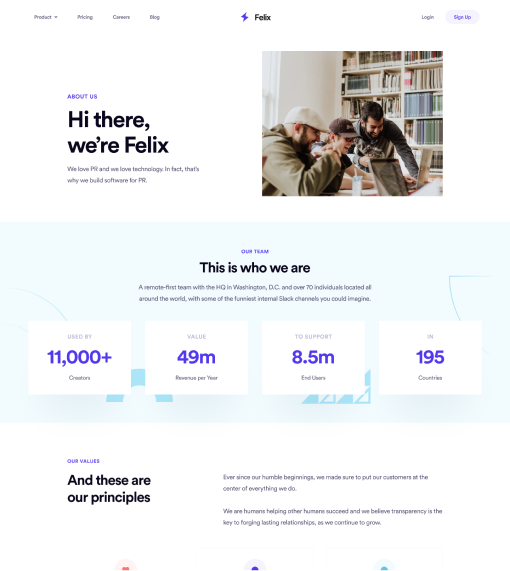 Product
Pricing
Careers
Blog
Felix
Login
Sign Up
ABOUT US
Hi there,
we're Felix
We love PR and we love technology. In fact, that's
why we build software for PR.
OUR TEAM
This is who we are
A remote-first team with the HQ in Washington, D.C. and over 70 individuals located all
around the world, with some of the funniest internal Slack channels you could imagine.
USED BY
11,000+
Creators
VALUE
49m
Revenue per Year
TO SUPPORT
8.5m
End Users
IN
195
Countries
OUR VALUES
And these are
our principles
Ever since our humble beginnings, we made sure to put our customers at the
center of everything we do.
We are humans helping other humans succeed and we believe transparency is the
key to forging lasting relationships, as we continue to grow.